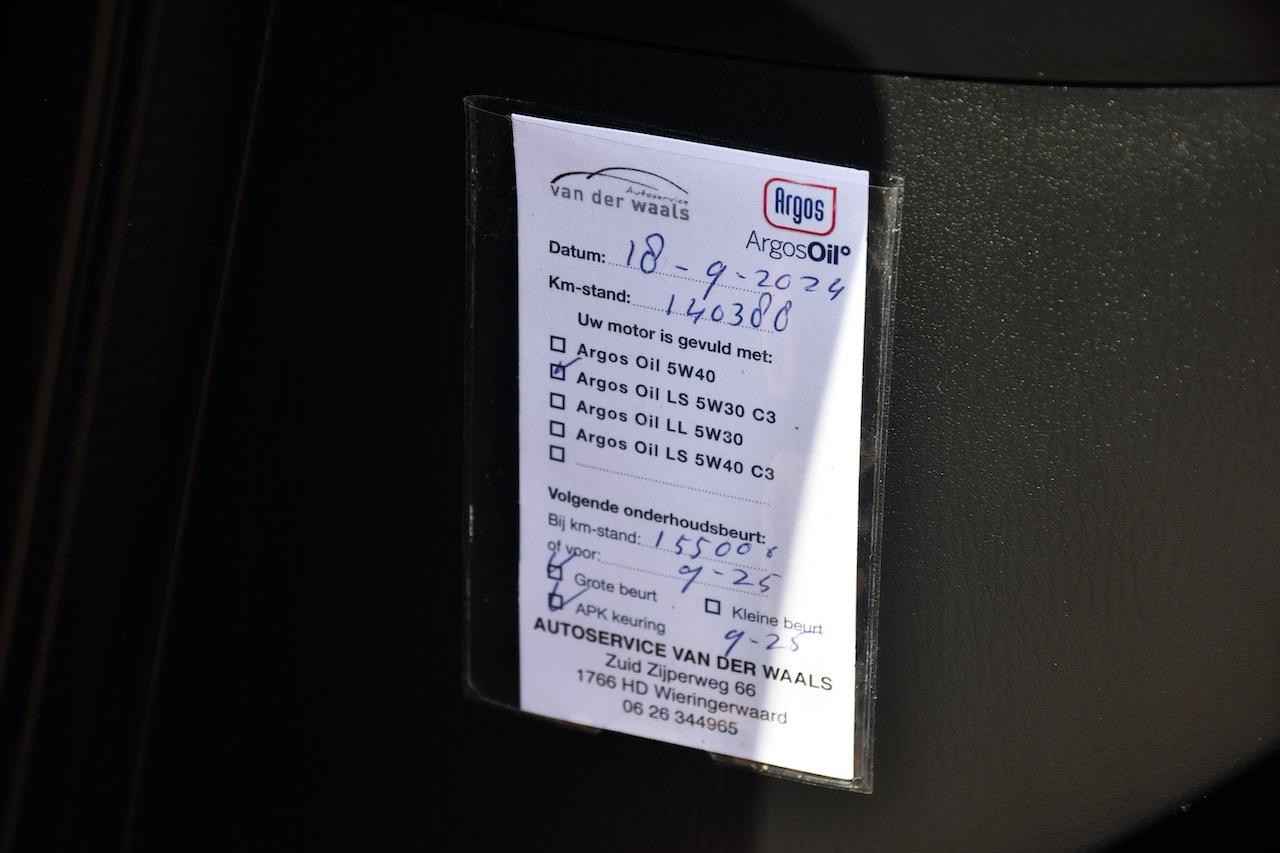 Autoservice
van der waals
Argos
ArgosOil°
Datum: 18-9-2024
Km-stand: 140388
Uw motor is gevuld met:
Argos Oil 5W40
Argos Oil LS 5W30 C3
Argos Oil LL 5W30
Argos Oil LS 5W40 C3
Volgende onderhoudsbeurt:
Bij km-stand: 155000
of voor: 9-25
Grote beurt Kleine beurt
APK keuring 9-25
AUTOSERVICE VAN DER WAALS
Zuid Zijperweg 66
1766 HD Wieringerwaard
06 26 344965